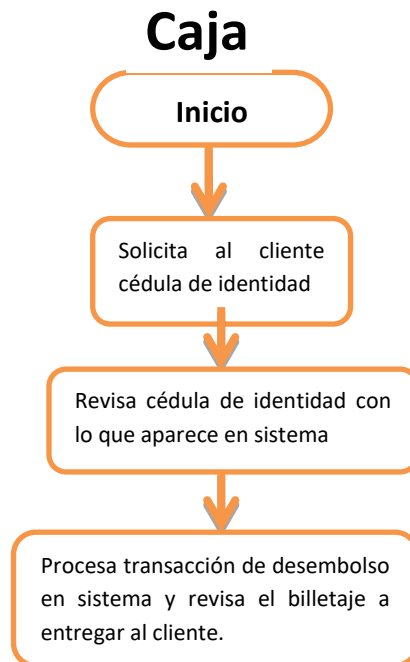 Caja
Inicio
Solicita al cliente
cédula de identidad
Revisa cédula de identidad con
lo que aparece en sistema
Procesa transacción de desembolso
en sistema y revisa el billetaje a
entregar al cliente.